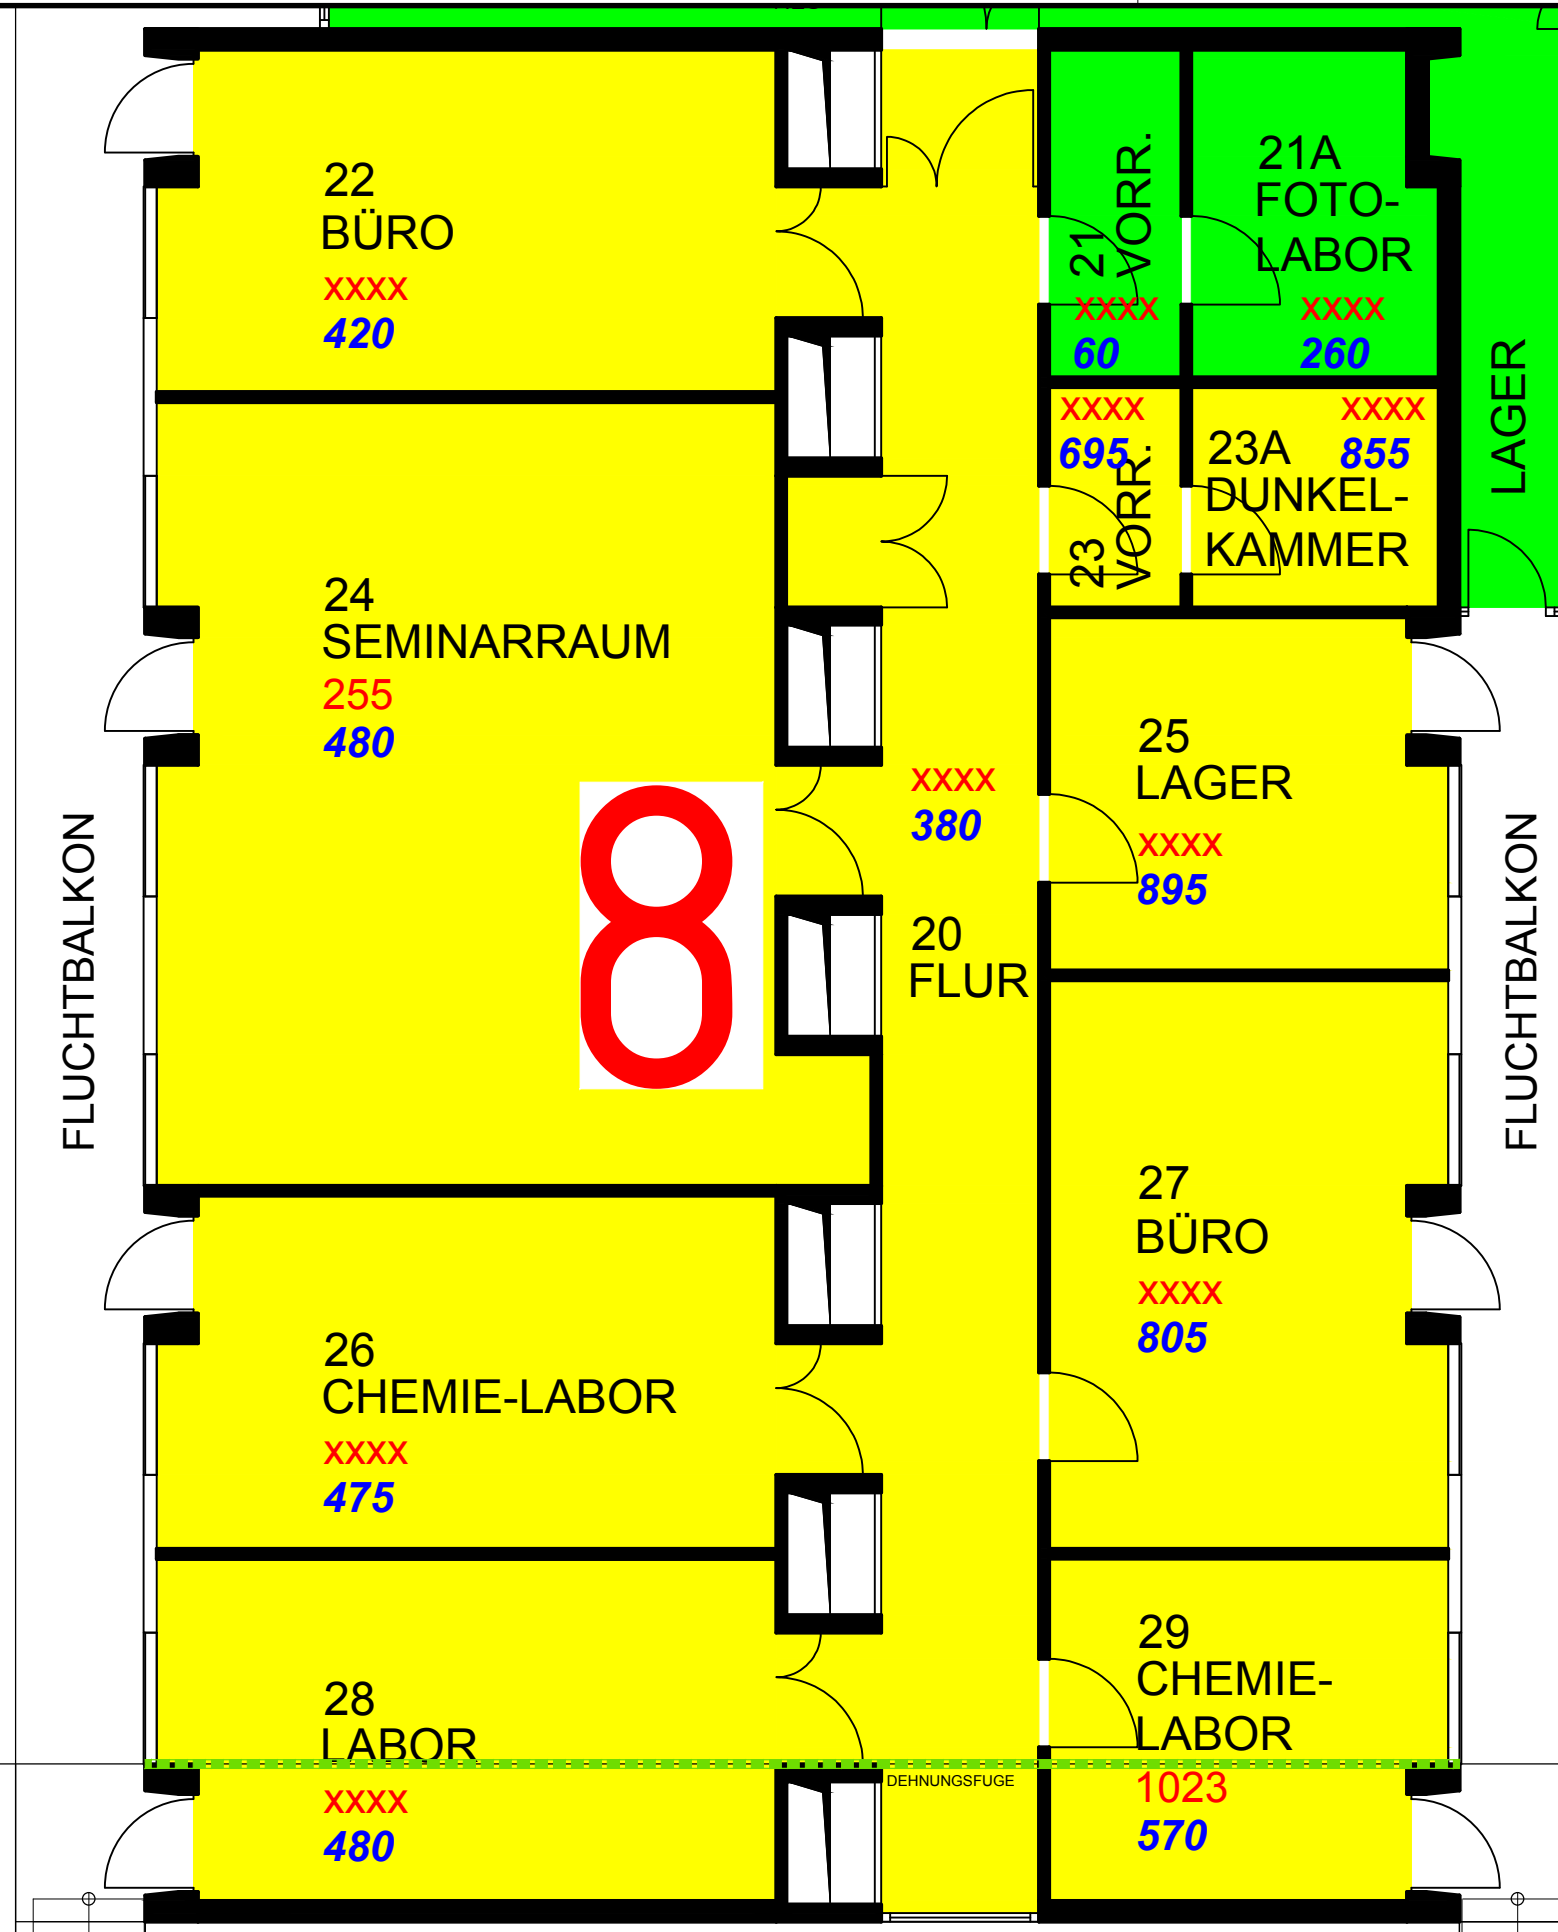 22
BÜRO
xxxx
420
21
VORR.
xxxx
60
21A
FOTO-
LABOR
xxxx
260
LAGER
xxxx
695
23
VORR.
xxxx
855
23A
DUNKEL-
KAMMER
24
SEMINARRAUM
255
480
8
xxxx
380
20
FLUR
25
LAGER
xxxx
895
FLUCHTBALKON
FLUCHTBALKON
27
BÜRO
xxxx
805
26
CHEMIE-LABOR
xxxx
475
28
LABOR
xxxx
480
DEHNUNGSFUGE
29
CHEMIE-
LABOR
1023
570